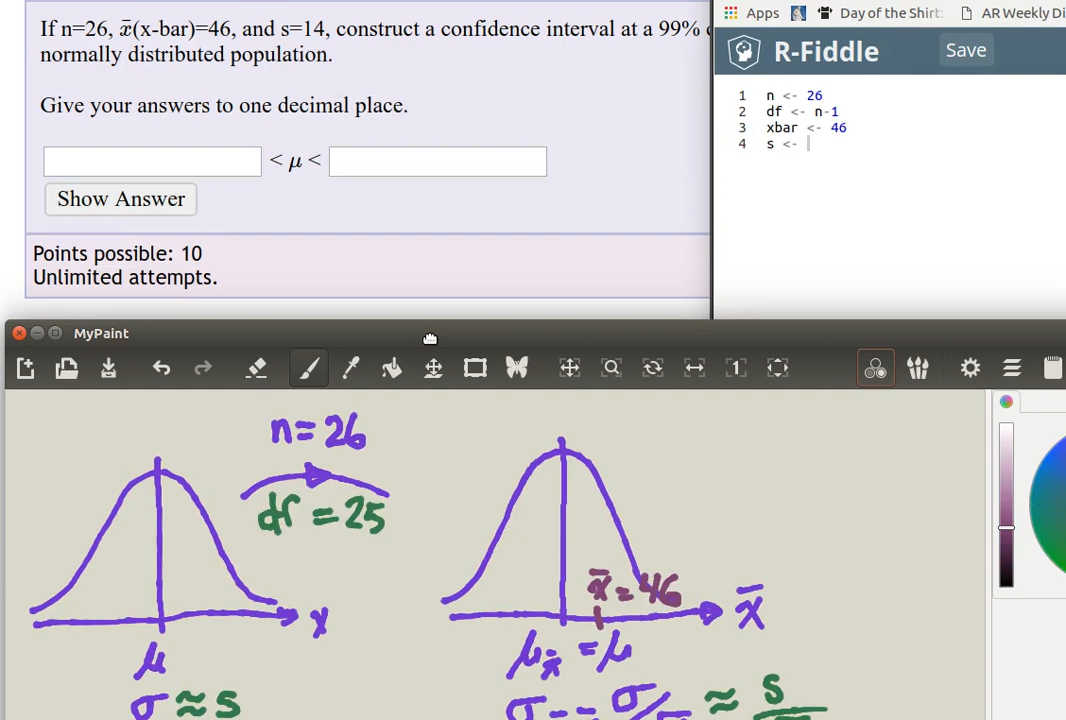 If n=26, x̄(x-bar)=46, and s=14, construct a confidence interval at a 99%
normally distributed population.
Give your answers to one decimal place.
< μ <
Show Answer
Points possible: 10
Unlimited attempts.
Apps Day of the Shirt: AR Weekly Di
R-Fiddle Save
1 n <- 26
2 df <- n-1
3 xbar <- 46
4 s <-
MyPaint
n = 26
df = 25
x̄ = 46
x
x̄
μ
μx̄ = μ
σ ≈ s
≈ s